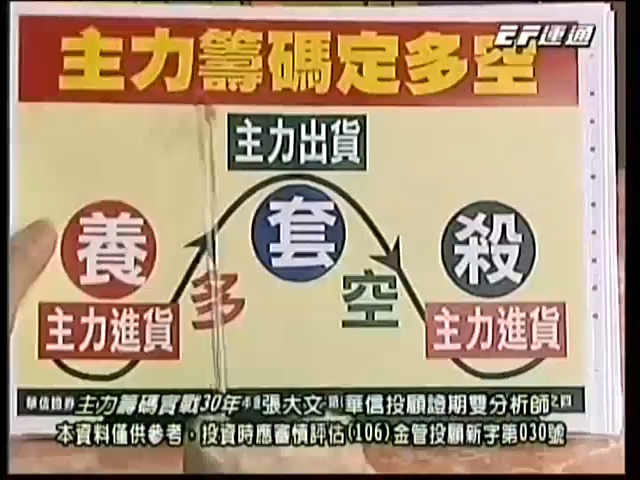 EF運通
主力籌碼定多空
主力出貨
養
套
殺
多
空
主力進貨
主力進貨
主力籌碼實戰30年 張大文 華信投顧證期雙分析師
本資料僅供參考，投資時應審慎評估(106)金管投顧新字第030號